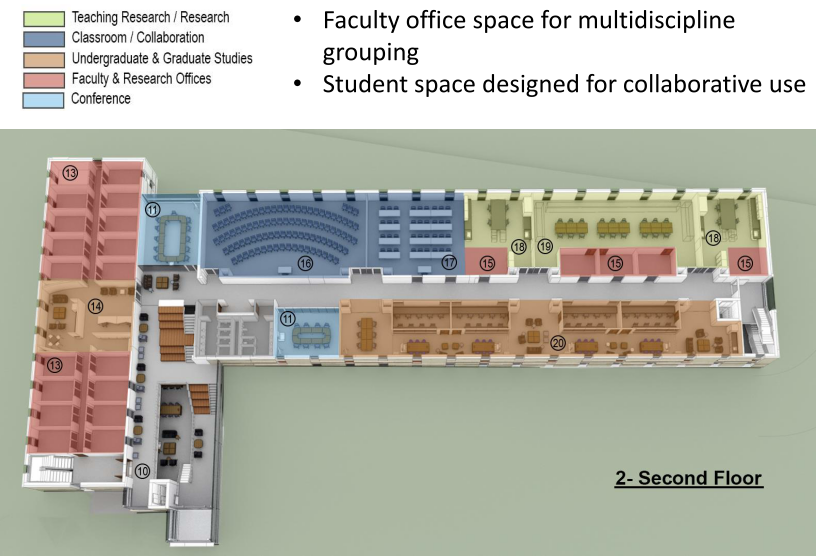 Teaching Research / Research
Classroom / Collaboration
Undergraduate & Graduate Studies
Faculty & Research Offices
Conference
• Faculty office space for multidiscipline
grouping
• Student space designed for collaborative use
13
11
16
17
15
18
19
15
18
15
14
11
20
13
10
2- Second Floor